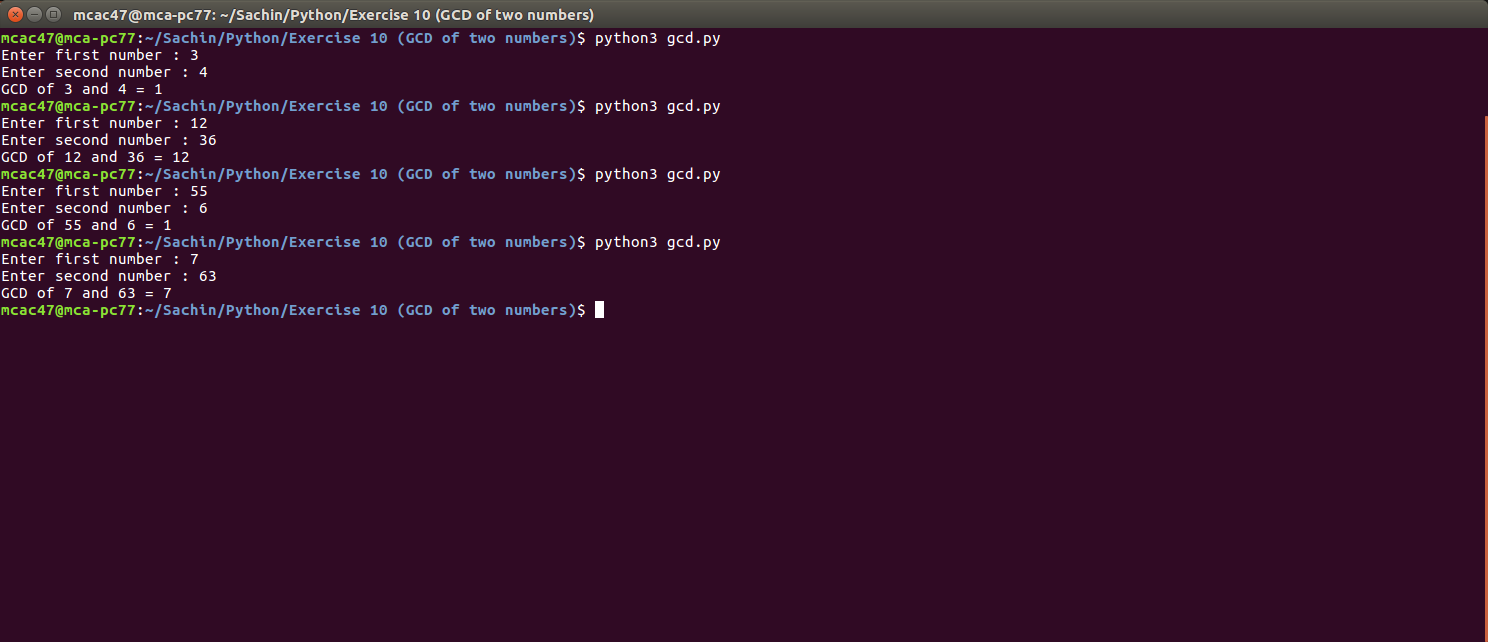 mcac47@mca-pc77: ~/Sachin/Python/Exercise 10 (GCD of two numbers)
mcac47@mca-pc77:~/Sachin/Python/Exercise 10 (GCD of two numbers)$ python3 gcd.py
Enter first number : 3
Enter second number : 4
GCD of 3 and 4 = 1
mcac47@mca-pc77:~/Sachin/Python/Exercise 10 (GCD of two numbers)$ python3 gcd.py
Enter first number : 12
Enter second number : 36
GCD of 12 and 36 = 12
mcac47@mca-pc77:~/Sachin/Python/Exercise 10 (GCD of two numbers)$ python3 gcd.py
Enter first number : 55
Enter second number : 6
GCD of 55 and 6 = 1
mcac47@mca-pc77:~/Sachin/Python/Exercise 10 (GCD of two numbers)$ python3 gcd.py
Enter first number : 7
Enter second number : 63
GCD of 7 and 63 = 7
mcac47@mca-pc77:~/Sachin/Python/Exercise 10 (GCD of two numbers)$